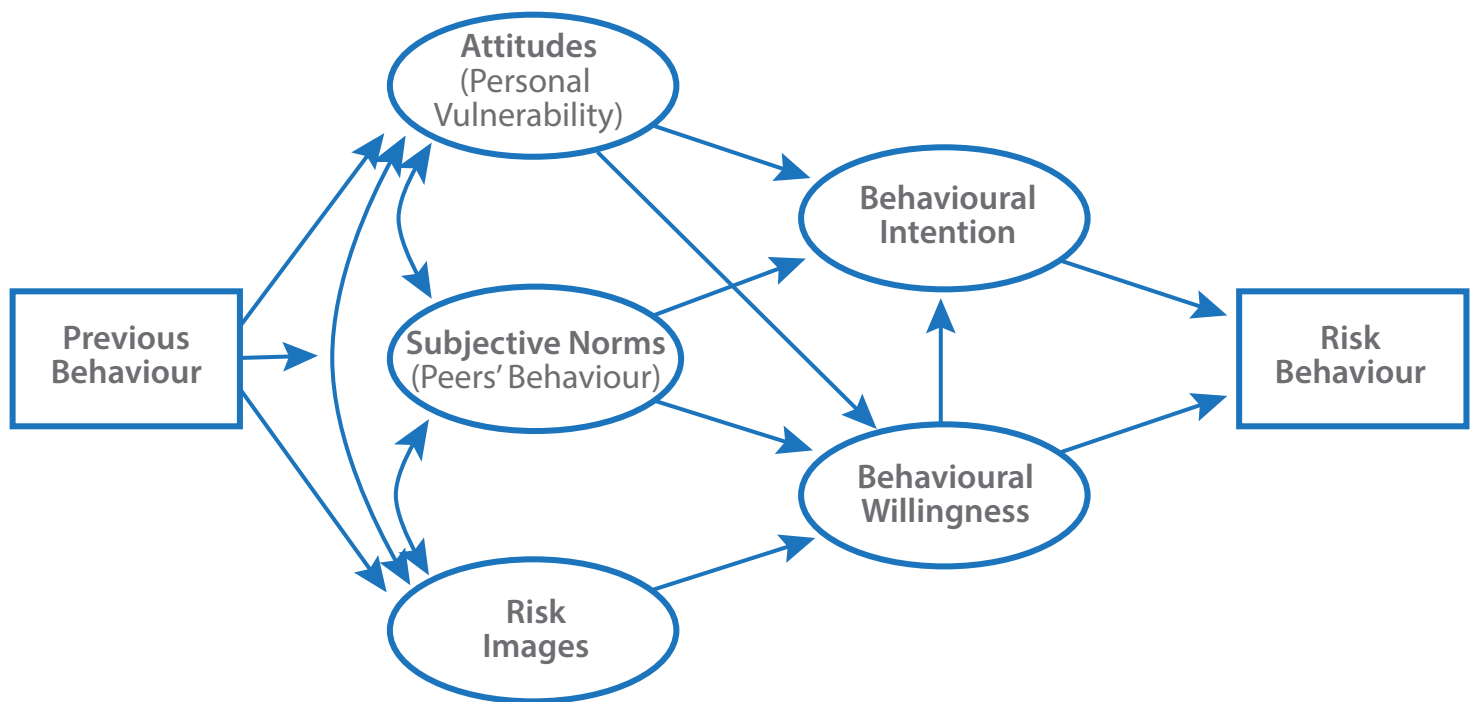 Attitudes
(Personal
Vulnerability)
Behavioural
Intention
Previous
Behaviour
Subjective Norms
(Peers' Behaviour)
Risk
Behaviour
Behavioural
Willingness
Risk
Images